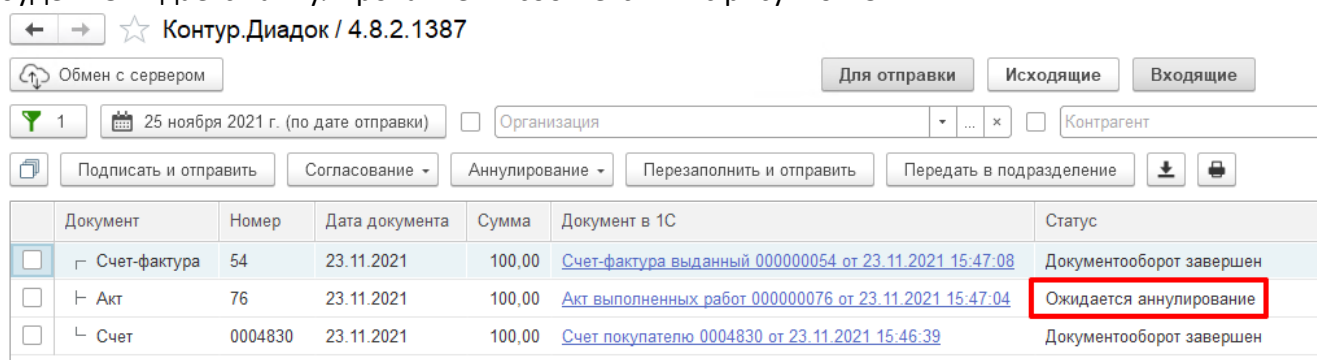 Контур.Диадок / 4.8.2.1387
Обмен с сервером Для отправки Исходящие Входящие
1 25 ноября 2021 г. (по дате отправки) Организация ... × Контрагент
Подписать и отправить Согласование Аннулирование Перезаполнить и отправить Передать в подразделение
Документ Номер Дата документа Сумма Документ в 1С Статус
Счет-фактура 54 23.11.2021 100,00 Счет-фактура выданный 000000054 от 23.11.2021 15:47:08 Документооборот завершен
Акт 76 23.11.2021 100,00 Акт выполненных работ 000000076 от 23.11.2021 15:47:04 Ожидается аннулирование
Счет 0004830 23.11.2021 100,00 Счет покупателю 0004830 от 23.11.2021 15:46:39 Документооборот завершен